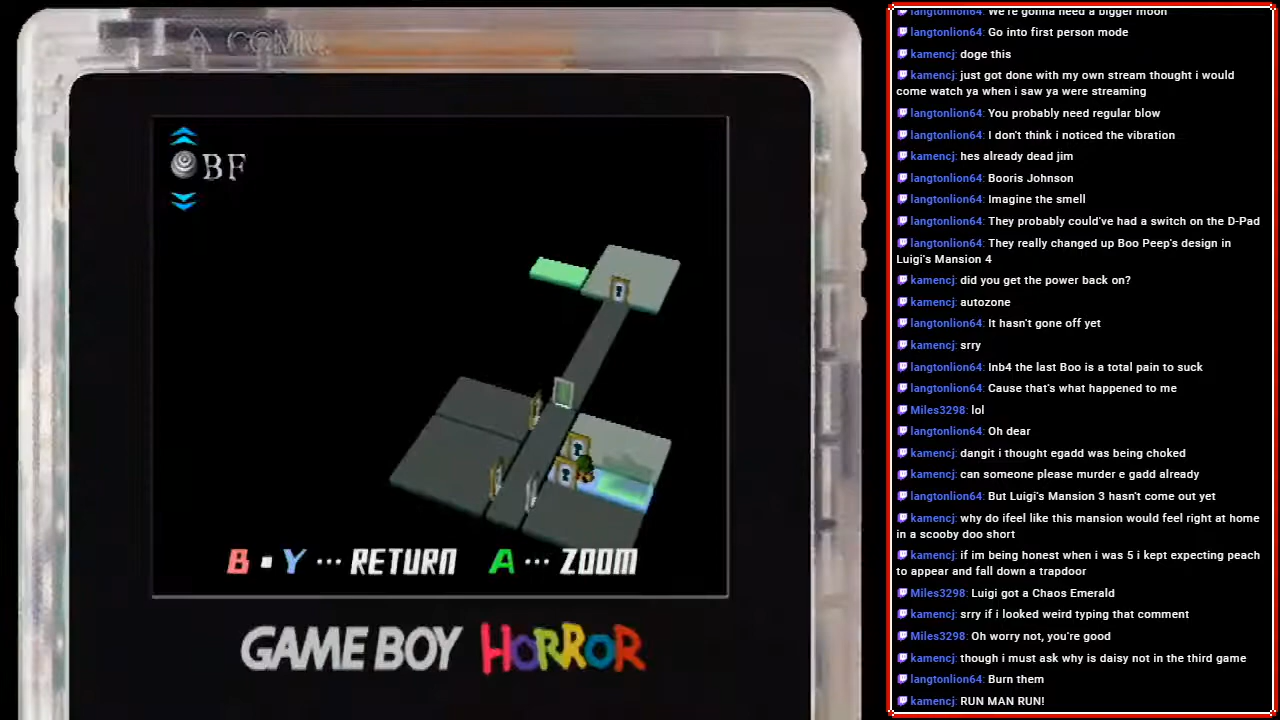 A COMM.
BF
B • Y ··· RETURN A ··· ZOOM
GAME BOY HORROR
langtonlion64: We're gonna need a bigger moon
langtonlion64: Go into first person mode
kamencj: doge this
kamencj: just got done with my own stream thought i would
come watch ya when i saw ya were streaming
langtonlion64: You probably need regular blow
langtonlion64: I don't think i noticed the vibration
kamencj: hes already dead jim
langtonlion64: Booris Johnson
langtonlion64: Imagine the smell
langtonlion64: They probably could've had a switch on the D-Pad
langtonlion64: They really changed up Boo Peep's design in
Luigi's Mansion 4
kamencj: did you get the power back on?
kamencj: autozone
langtonlion64: It hasn't gone off yet
kamencj: srry
langtonlion64: Inb4 the last Boo is a total pain to suck
langtonlion64: Cause that's what happened to me
Miles3298: lol
langtonlion64: Oh dear
kamencj: dangit i thought egadd was being choked
kamencj: can someone please murder e gadd already
langtonlion64: But Luigi's Mansion 3 hasn't come out yet
kamencj: why do ifeel like this mansion would feel right at home
in a scooby doo short
kamencj: if im being honest when i was 5 i kept expecting peach
to appear and fall down a trapdoor
Miles3298: Luigi got a Chaos Emerald
kamencj: srry if i looked weird typing that comment
Miles3298: Oh worry not, you're good
kamencj: though i must ask why is daisy not in the third game
langtonlion64: Burn them
kamencj: RUN MAN RUN!